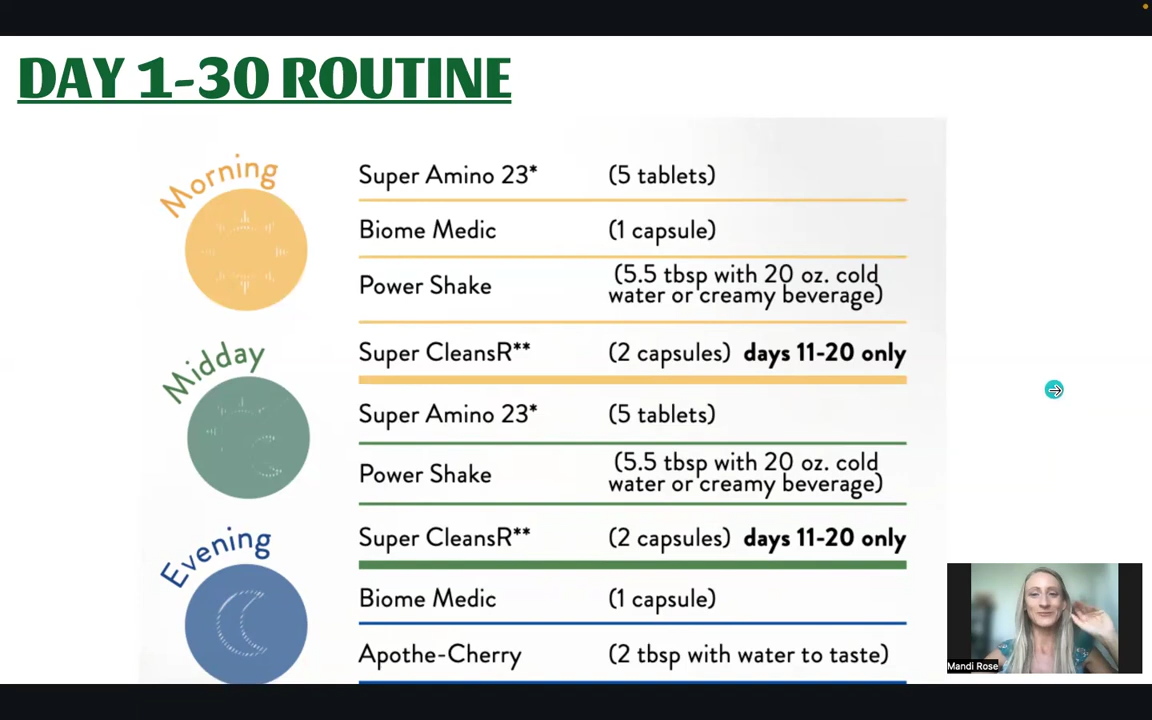 DAY 1-30 ROUTINE
Morning
Super Amino 23* (5 tablets)
Biome Medic (1 capsule)
Power Shake (5.5 tbsp with 20 oz. cold
water or creamy beverage)
Super CleansR** (2 capsules) days 11-20 only
Midday
Super Amino 23* (5 tablets)
Power Shake (5.5 tbsp with 20 oz. cold
water or creamy beverage)
Super CleansR** (2 capsules) days 11-20 only
Evening
Biome Medic (1 capsule)
Apothe-Cherry (2 tbsp with water to taste)
Mandi Rose